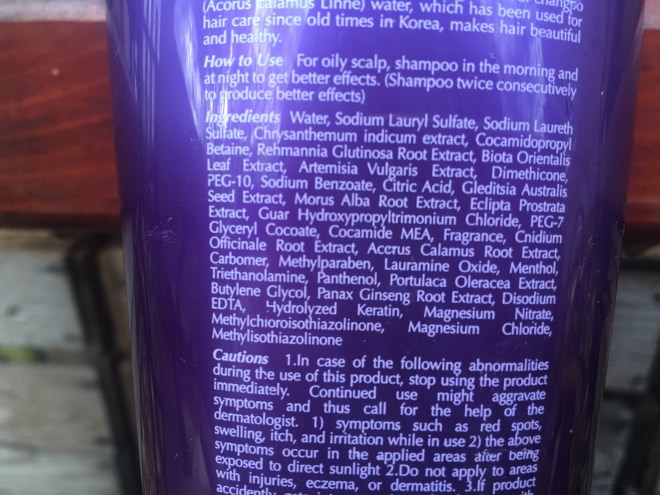 (Acorus calamus Linne) water, which has been used for
hair care since old times in Korea, makes hair beautiful
and healthy.
How to Use For oily scalp, shampoo in the morning and
at night to get better effects. (Shampoo twice consecutively
to produce better effects)
Ingredients Water, Sodium Lauryl Sulfate, Sodium Laureth
Sulfate, Chrysanthemum indicum extract, Cocamidopropyl
Betaine, Rehmannia Glutinosa Root Extract, Biota Orientalis
Leaf Extract, Artemisia Vulgaris Extract, Dimethicone,
PEG-10, Sodium Benzoate, Citric Acid, Gleditsia Australis
Seed Extract, Morus Alba Root Extract, Eclipta Prostrata
Extract, Guar Hydroxypropyltrimonium Chloride, PEG-7
Glyceryl Cocoate, Cocamide MEA, Fragrance, Cnidium
Officinale Root Extract, Accrus Calamus Root Extract,
Carbomer, Methylparaben, Lauramine Oxide, Menthol,
Triethanolamine, Panthenol, Portulaca Oleracea Extract,
Butylene Glycol, Panax Ginseng Root Extract, Disodium
EDTA, Hydrolyzed Keratin, Magnesium Nitrate,
Methylchioroisothiazolinone, Magnesium Chloride,
Methylisothiazolinone
Cautions 1.In case of the following abnormalities
during the use of this product, stop using the product
immediately. Continued use might aggravate
symptoms and thus call for the help of the
dermatologist. 1) symptoms such as red spots,
swelling, itch, and irritation while in use 2) the above
symptoms occur in the applied areas after being
exposed to direct sunlight 2.Do not apply to areas
with injuries, eczema, or dermatitis. 3.If product
accidently